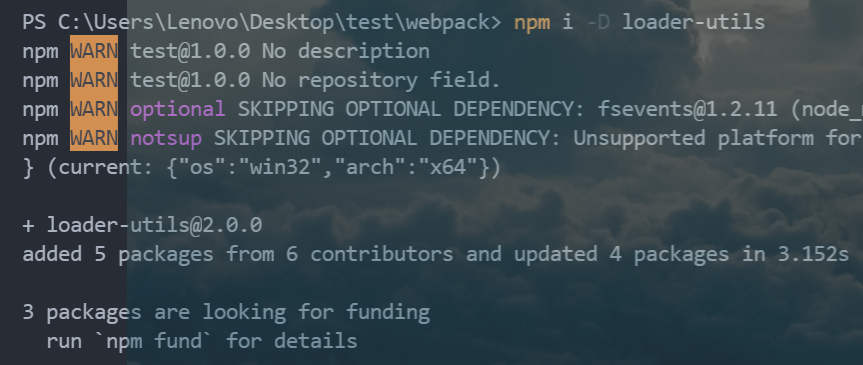 PS C:\Users\Lenovo\Desktop\test\webpack> npm i -D loader-utils
npm WARN test@1.0.0 No description
npm WARN test@1.0.0 No repository field.
npm WARN optional SKIPPING OPTIONAL DEPENDENCY: fsevents@1.2.11 (node_
npm WARN notsup SKIPPING OPTIONAL DEPENDENCY: Unsupported platform for
} (current: {"os":"win32","arch":"x64"})
+ loader-utils@2.0.0
added 5 packages from 6 contributors and updated 4 packages in 3.152s
3 packages are looking for funding
run `npm fund` for details